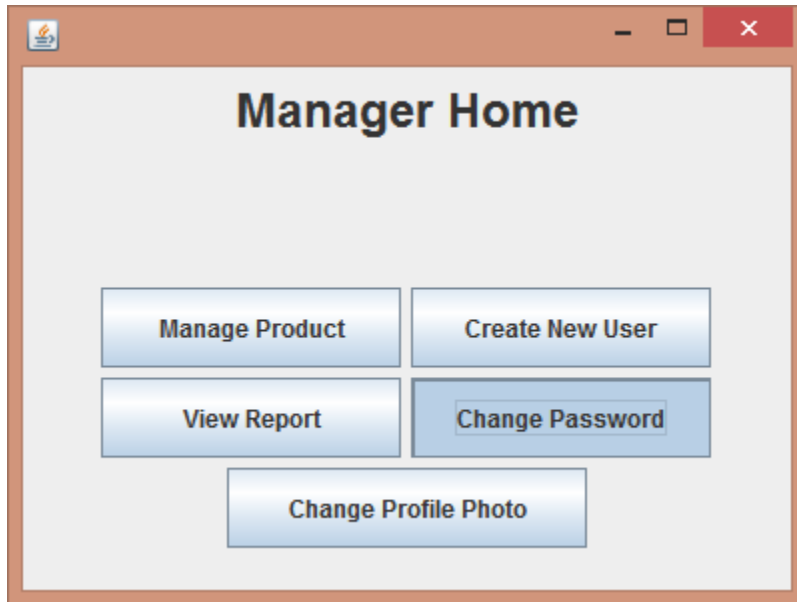 Manager Home
Manage Product
Create New User
View Report
Change Password
Change Profile Photo